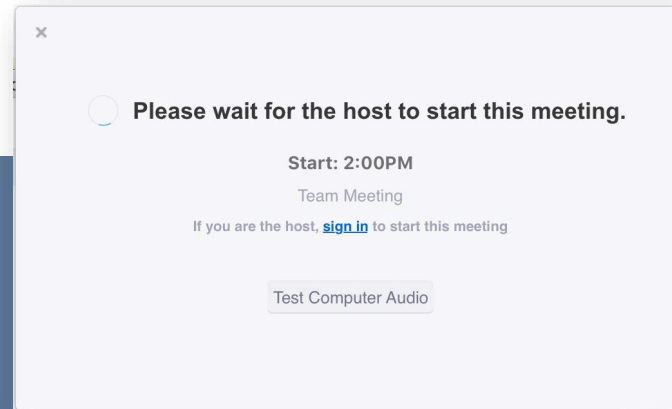 Please wait for the host to start this meeting.
Start: 2:00PM
Team Meeting
If you are the host, sign in to start this meeting
Test Computer Audio